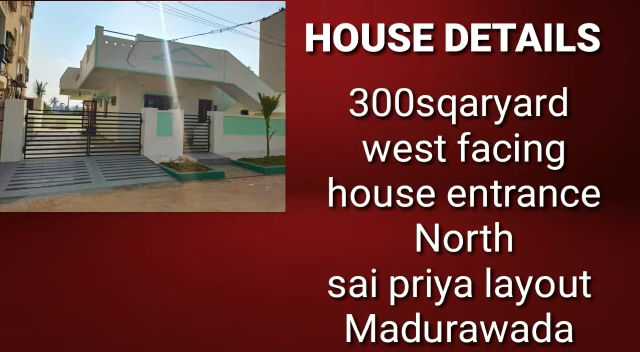 HOUSE DETAILS
300sqaryard
west facing
house entrance
North
sai priya layout
Madurawada